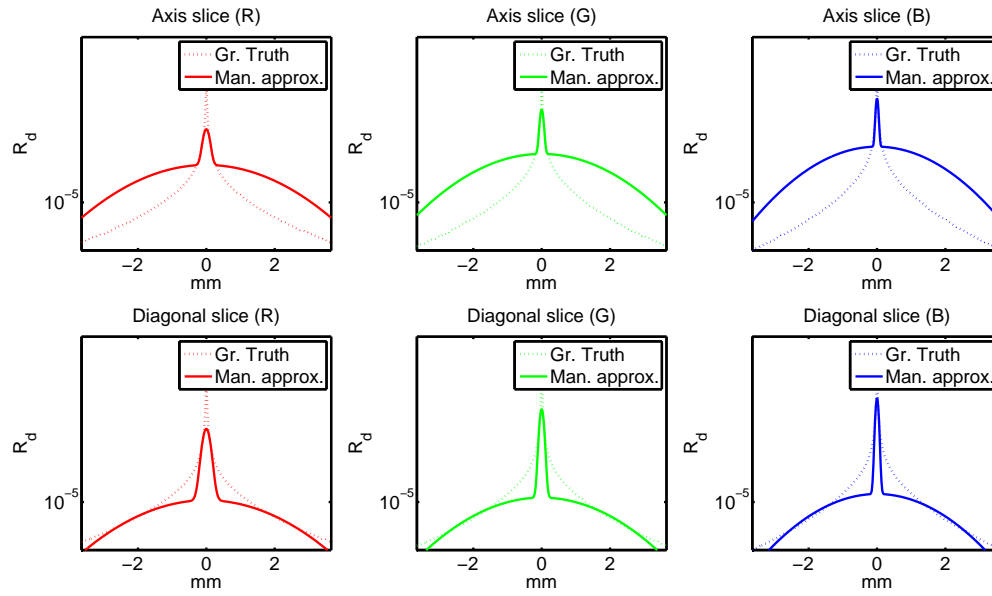 Axis slice (R)
Gr. Truth
Man. approx.
R_d
10^−5
−2 0 2
mm
Axis slice (G)
Gr. Truth
Man. approx.
R_d
10^−5
−2 0 2
mm
Axis slice (B)
Gr. Truth
Man. approx.
R_d
10^−5
−2 0 2
mm
Diagonal slice (R)
Gr. Truth
Man. approx.
R_d
10^−5
−2 0 2
mm
Diagonal slice (G)
Gr. Truth
Man. approx.
R_d
10^−5
−2 0 2
mm
Diagonal slice (B)
Gr. Truth
Man. approx.
R_d
10^−5
−2 0 2
mm